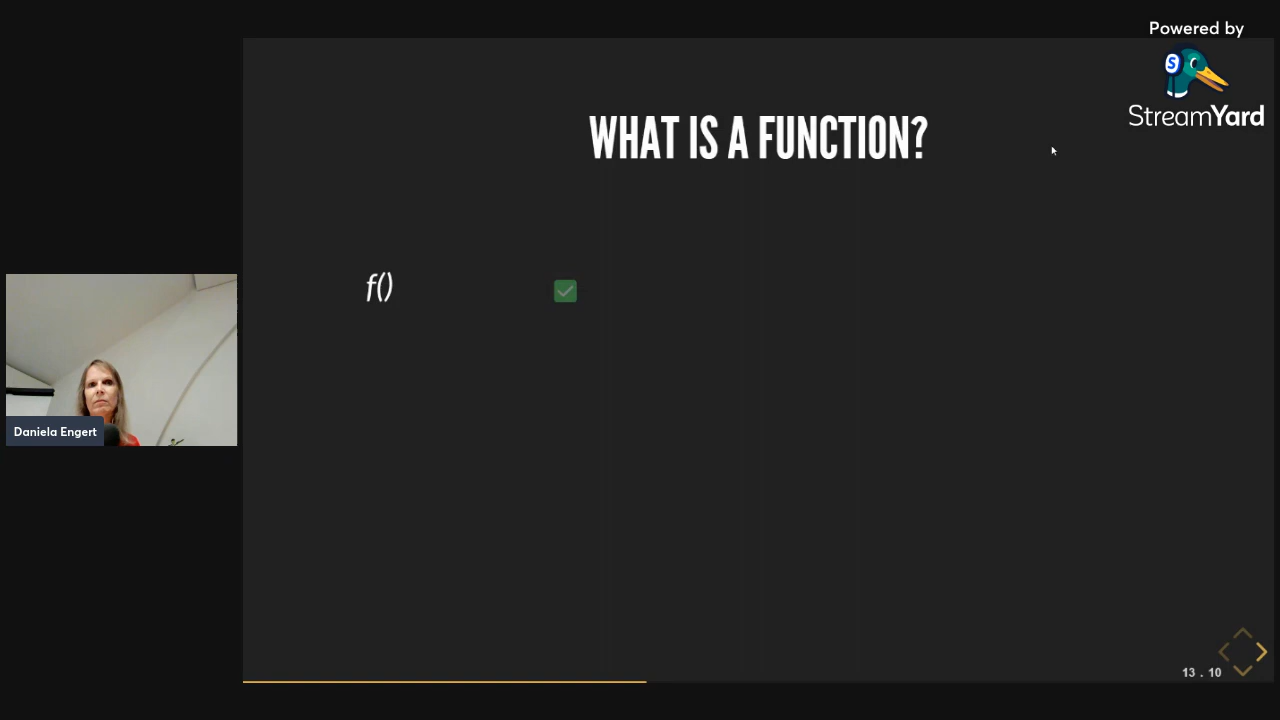 Powered by
StreamYard
WHAT IS A FUNCTION?
f()
Daniela Engert
13 . 10